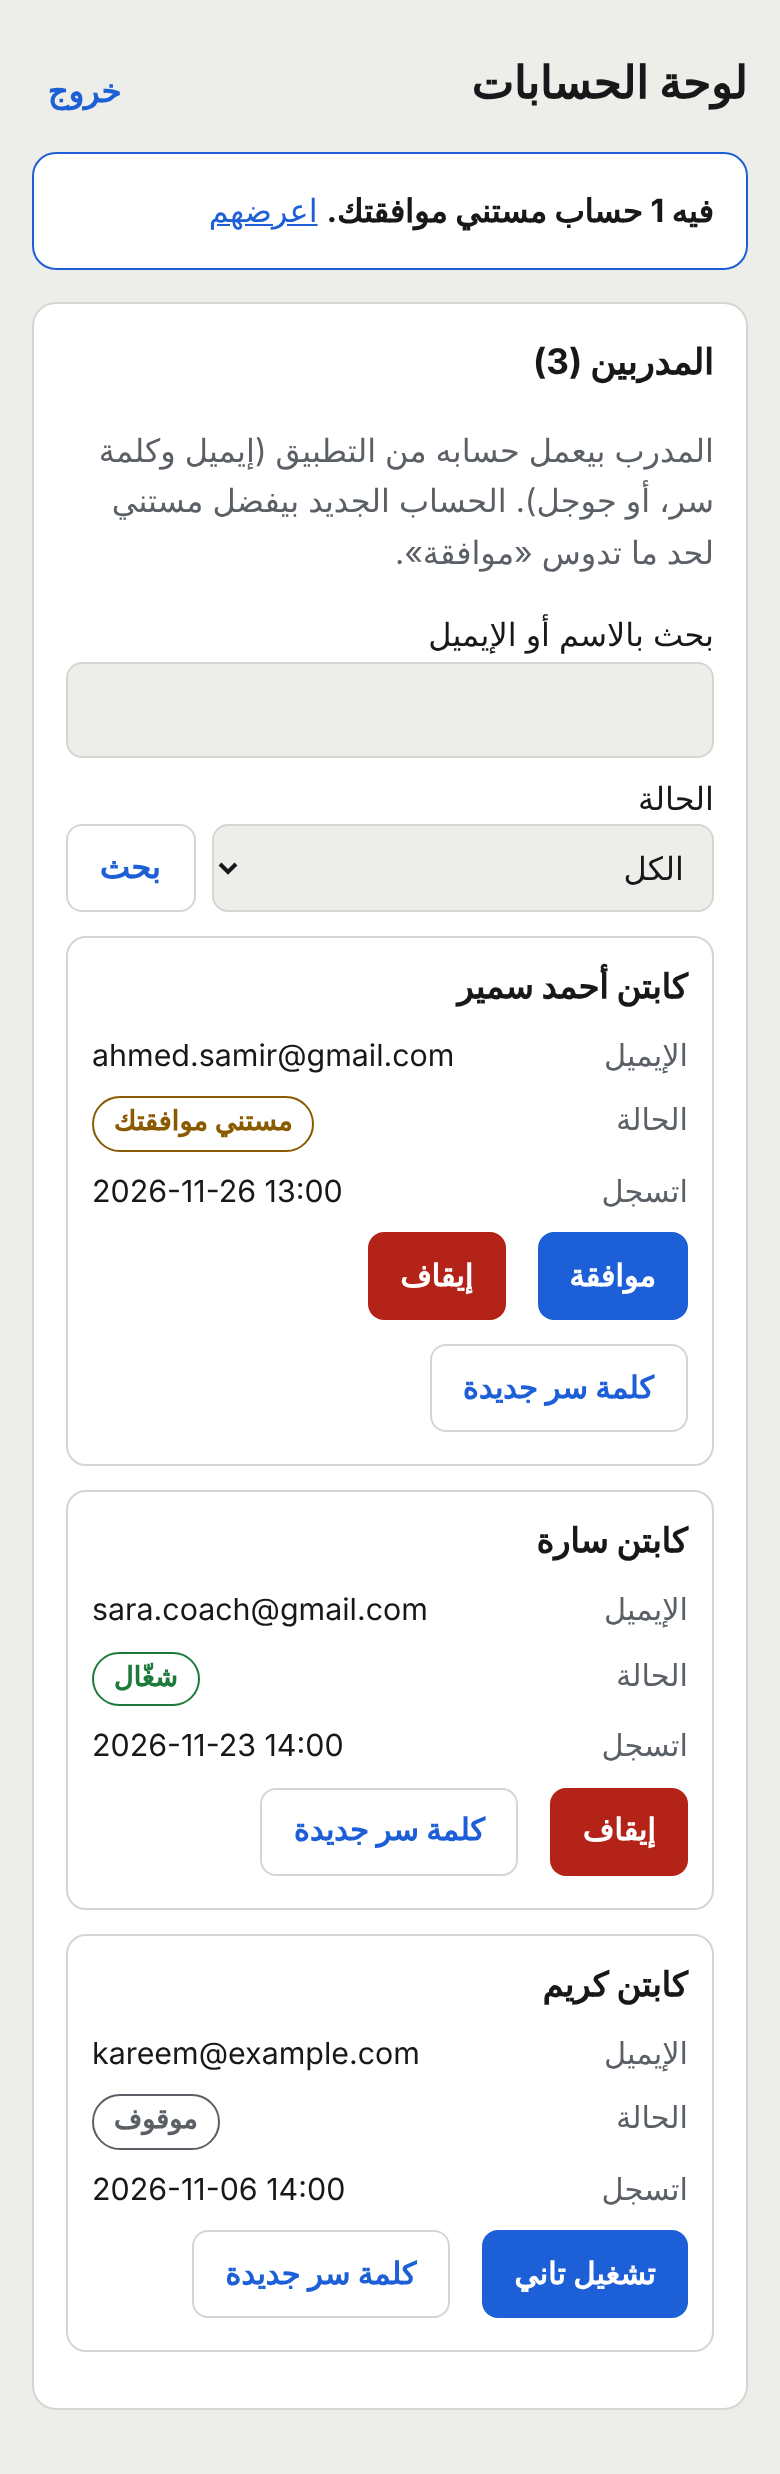 لوحة الحسابات
خروج
فيه 1 حساب مستني موافقتك. اعرضهم
المدربين (3)
المدرب بيعمل حسابه من التطبيق (إيميل وكلمة
سر، أو جوجل). الحساب الجديد بيفضل مستني
لحد ما تدوس «موافقة».
بحث بالاسم أو الإيميل
الحالة
الكل
بحث
كابتن أحمد سمير
الإيميل ahmed.samir@gmail.com
الحالة مستني موافقتك
اتسجل 2026-11-26 13:00
موافقة إيقاف
كلمة سر جديدة
كابتن سارة
الإيميل sara.coach@gmail.com
الحالة شغّال
اتسجل 2026-11-23 14:00
إيقاف كلمة سر جديدة
كابتن كريم
الإيميل kareem@example.com
الحالة موقوف
اتسجل 2026-11-06 14:00
تشغيل تاني كلمة سر جديدة